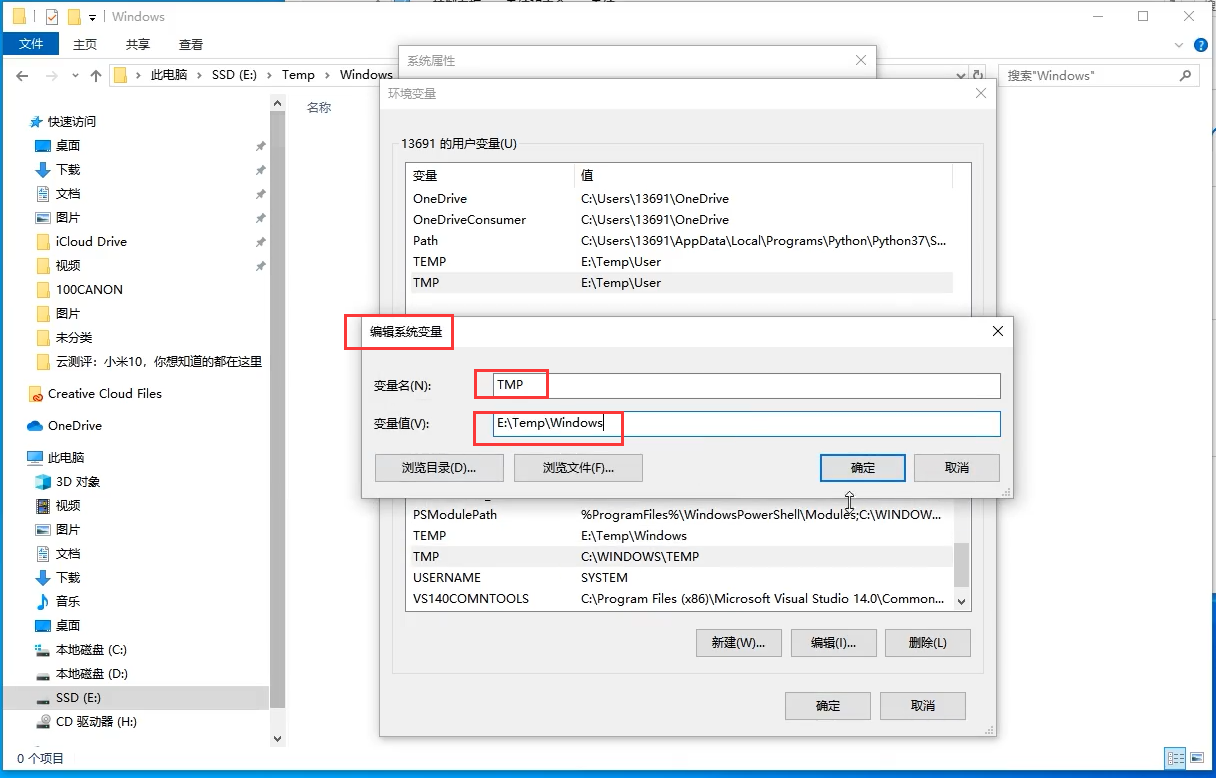 Windows
文件 主页 共享 查看
此电脑 SSD (E:) Temp Windows
搜索"Windows"
名称
快速访问
桌面
下载
文档
图片
iCloud Drive
视频
100CANON
图片
未分类
云测评：小米10，你想知道的都在这里
Creative Cloud Files
OneDrive
此电脑
3D 对象
视频
图片
文档
下载
音乐
桌面
本地磁盘 (C:)
本地磁盘 (D:)
SSD (E:)
CD 驱动器 (H:)
0 个项目
系统属性
环境变量
13691 的用户变量(U)
变量 值
OneDrive C:\Users\13691\OneDrive
OneDriveConsumer C:\Users\13691\OneDrive
Path C:\Users\13691\AppData\Local\Programs\Python\Python37\S...
TEMP E:\Temp\User
TMP E:\Temp\User
编辑系统变量
变量名(N): TMP
变量值(V): E:\Temp\Windows
浏览目录(D)... 浏览文件(F)... 确定 取消
PSModulePath %ProgramFiles%\WindowsPowerShell\Modules;C:\WINDOW...
TEMP E:\Temp\Windows
TMP C:\WINDOWS\TEMP
USERNAME SYSTEM
VS140COMNTOOLS C:\Program Files (x86)\Microsoft Visual Studio 14.0\Common...
新建(W)... 编辑(I)... 删除(L)
确定 取消